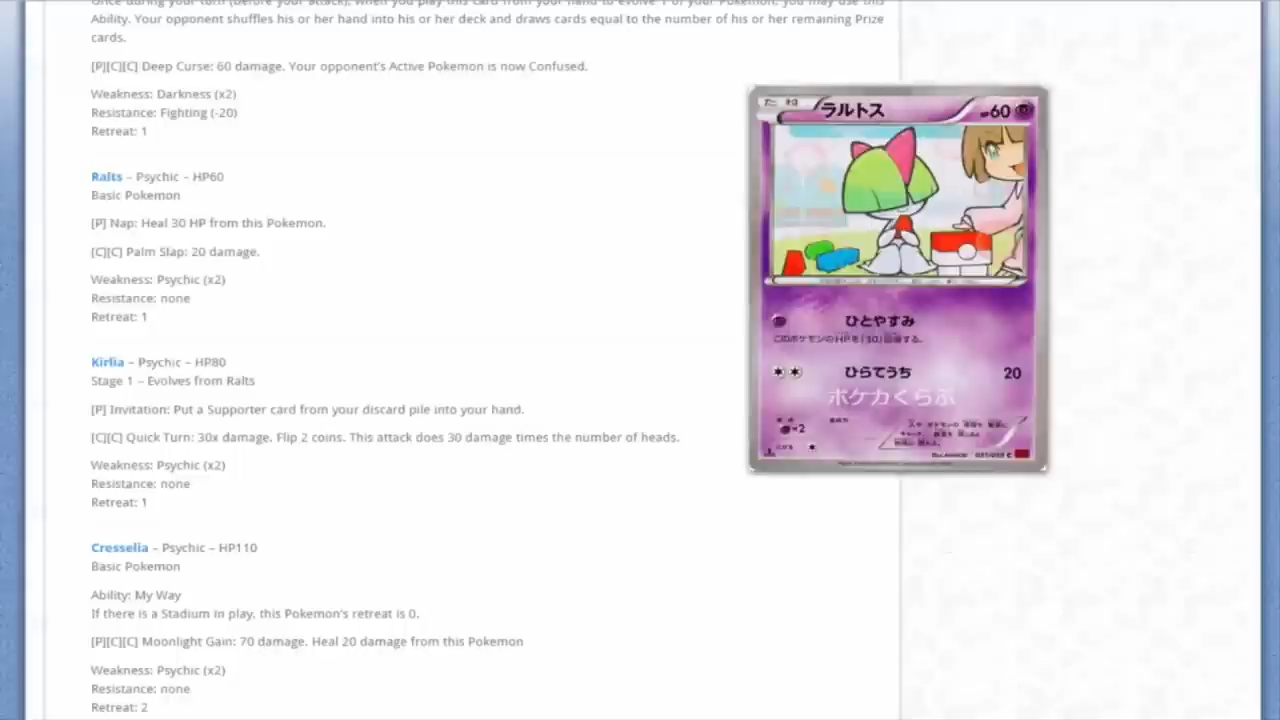 Once during your turn (before your attack), when you play this card from your hand to evolve 1 of your Pokemon, you may use this
Ability. Your opponent shuffles his or her hand into his or her deck and draws cards equal to the number of his or her remaining Prize
cards.
[P][C][C] Deep Curse: 60 damage. Your opponent's Active Pokemon is now Confused.
Weakness: Darkness (x2)
Resistance: Fighting (-20)
Retreat: 1
Ralts – Psychic – HP60
Basic Pokemon
[P] Nap: Heal 30 HP from this Pokemon.
[C][C] Palm Slap: 20 damage.
Weakness: Psychic (x2)
Resistance: none
Retreat: 1
Kirlia – Psychic – HP80
Stage 1 – Evolves from Ralts
[P] Invitation: Put a Supporter card from your discard pile into your hand.
[C][C] Quick Turn: 30x damage. Flip 2 coins. This attack does 30 damage times the number of heads.
Weakness: Psychic (x2)
Resistance: none
Retreat: 1
Cresselia – Psychic – HP110
Basic Pokemon
Ability: My Way
If there is a Stadium in play, this Pokemon's retreat is 0.
[P][C][C] Moonlight Gain: 70 damage. Heal 20 damage from this Pokemon
Weakness: Psychic (x2)
Resistance: none
Retreat: 2
ラルトス HP60
ひとやすみ
このポケモンのHPを「30」回復する。
ひらてうち 20
ポケカくらぶ
×2